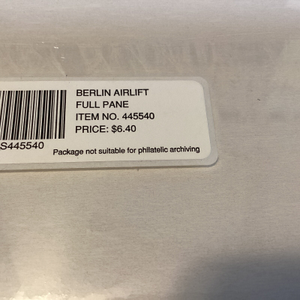 BERLIN AIRLIFT
FULL PANE
ITEM NO. 445540
PRICE: $6.40
S445540
Package not suitable for philatelic archiving